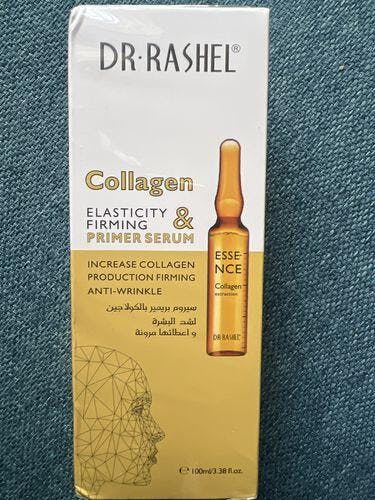 DR·RASHEL®
Collagen
ELASTICITY &
FIRMING
PRIMER SERUM
INCREASE COLLAGEN
PRODUCTION FIRMING
ANTI-WRINKLE
سيروم بريمير بالكولاجين
لشد البشرة
و اعطائها مرونة
ESSE-
NCE
Collagen
extraction
DR·RASHEL
℮ 100ml/3.38 fl.oz.